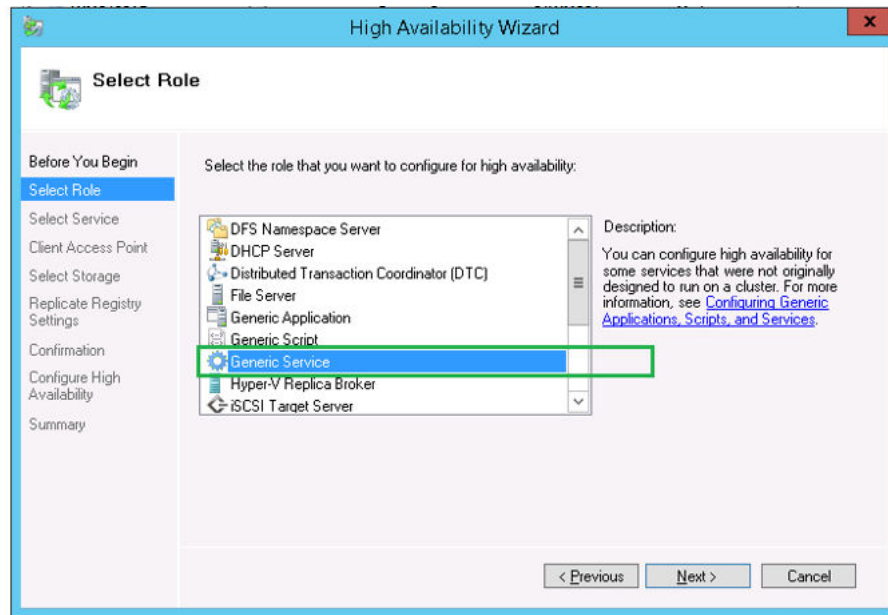 High Availability Wizard
x
Select Role
Before You Begin
Select Role
Select Service
Client Access Point
Select Storage
Replicate Registry
Settings
Confirmation
Configure High
Availability
Summary
Select the role that you want to configure for high availability:
DFS Namespace Server
DHCP Server
Distributed Transaction Coordinator (DTC)
File Server
Generic Application
Generic Script
Generic Service
Hyper-V Replica Broker
iSCSI Target Server
Description:
You can configure high availability for
some services that were not originally
designed to run on a cluster. For more
information, see Configuring Generic
Applications, Scripts, and Services.
< Previous
Next >
Cancel